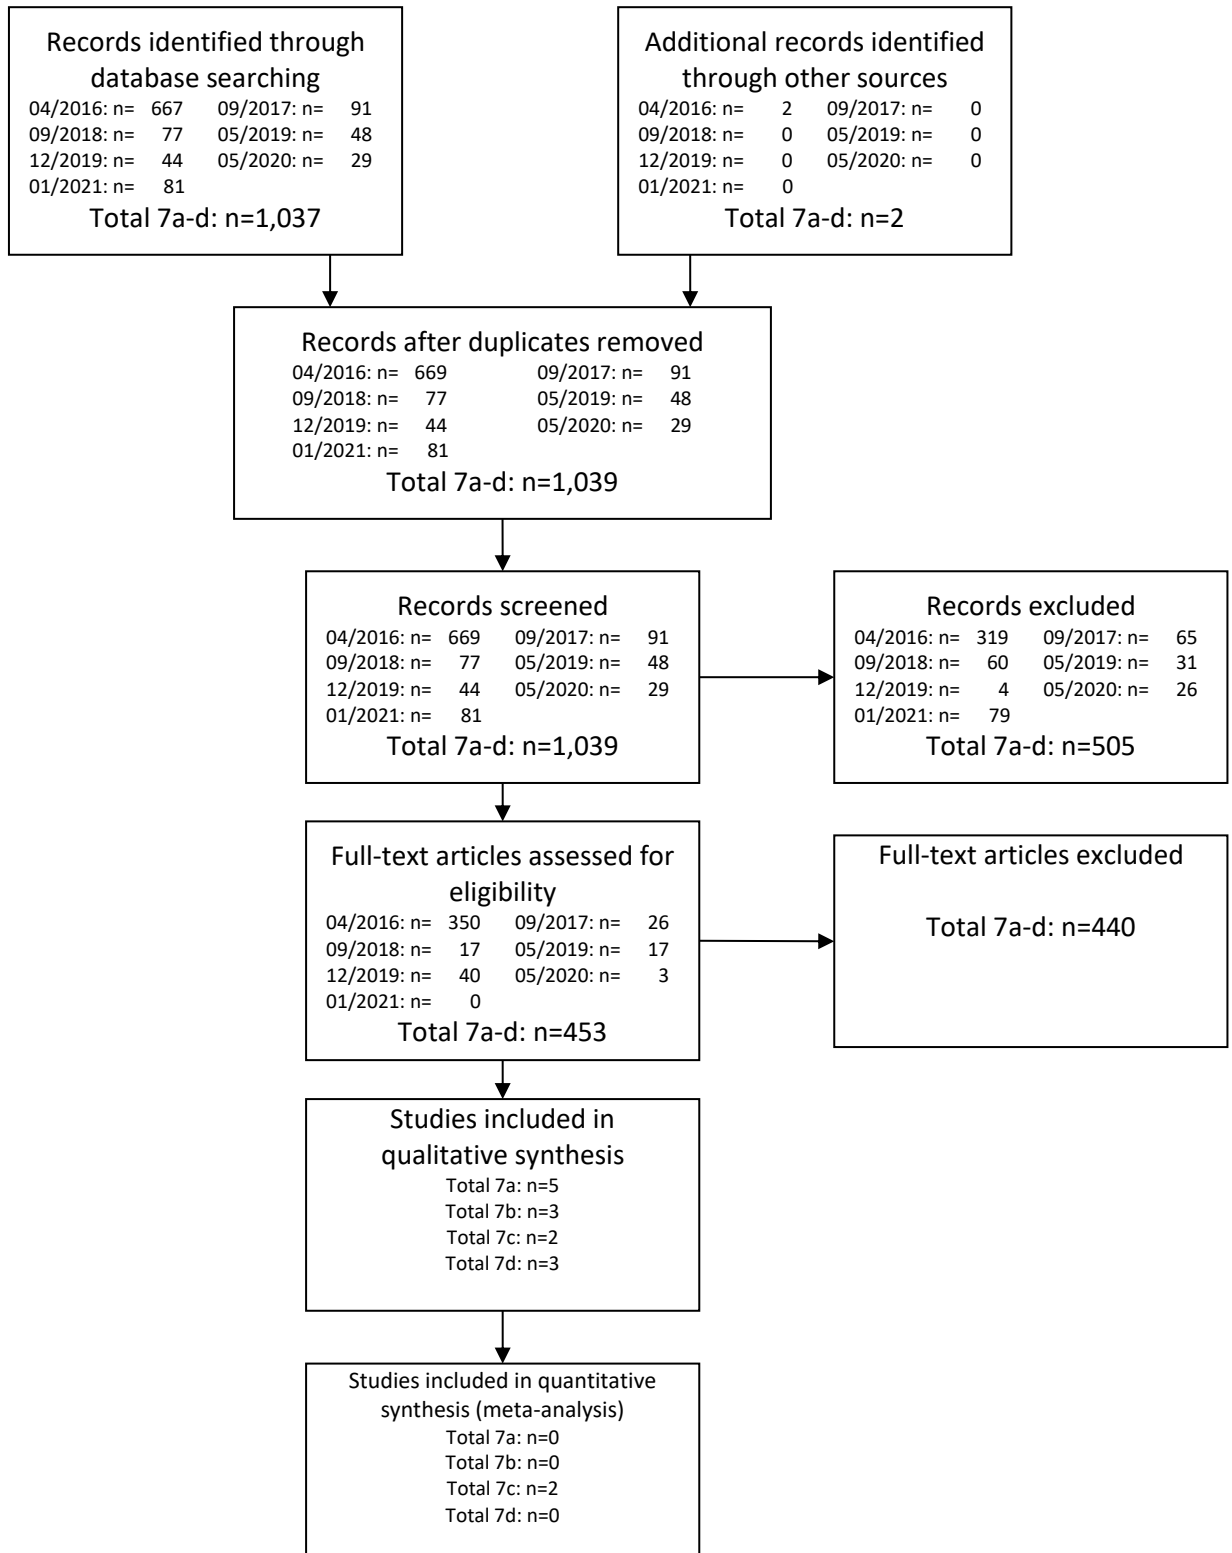 Records identified through
database searching
04/2016: n= 667 09/2017: n= 91
09/2018: n= 77 05/2019: n= 48
12/2019: n= 44 05/2020: n= 29
01/2021: n= 81
Total 7a-d: n=1,037
Additional records identified
through other sources
04/2016: n= 2 09/2017: n= 0
09/2018: n= 0 05/2019: n= 0
12/2019: n= 0 05/2020: n= 0
01/2021: n= 0
Total 7a-d: n=2
Records after duplicates removed
04/2016: n= 669 09/2017: n= 91
09/2018: n= 77 05/2019: n= 48
12/2019: n= 44 05/2020: n= 29
01/2021: n= 81
Total 7a-d: n=1,039
Records screened
04/2016: n= 669 09/2017: n= 91
09/2018: n= 77 05/2019: n= 48
12/2019: n= 44 05/2020: n= 29
01/2021: n= 81
Total 7a-d: n=1,039
Records excluded
04/2016: n= 319 09/2017: n= 65
09/2018: n= 60 05/2019: n= 31
12/2019: n= 4 05/2020: n= 26
01/2021: n= 79
Total 7a-d: n=505
Full-text articles assessed for
eligibility
04/2016: n= 350 09/2017: n= 26
09/2018: n= 17 05/2019: n= 17
12/2019: n= 40 05/2020: n= 3
01/2021: n= 0
Total 7a-d: n=453
Full-text articles excluded
Total 7a-d: n=440
Studies included in
qualitative synthesis
Total 7a: n=5
Total 7b: n=3
Total 7c: n=2
Total 7d: n=3
Studies included in quantitative
synthesis (meta-analysis)
Total 7a: n=0
Total 7b: n=0
Total 7c: n=2
Total 7d: n=0